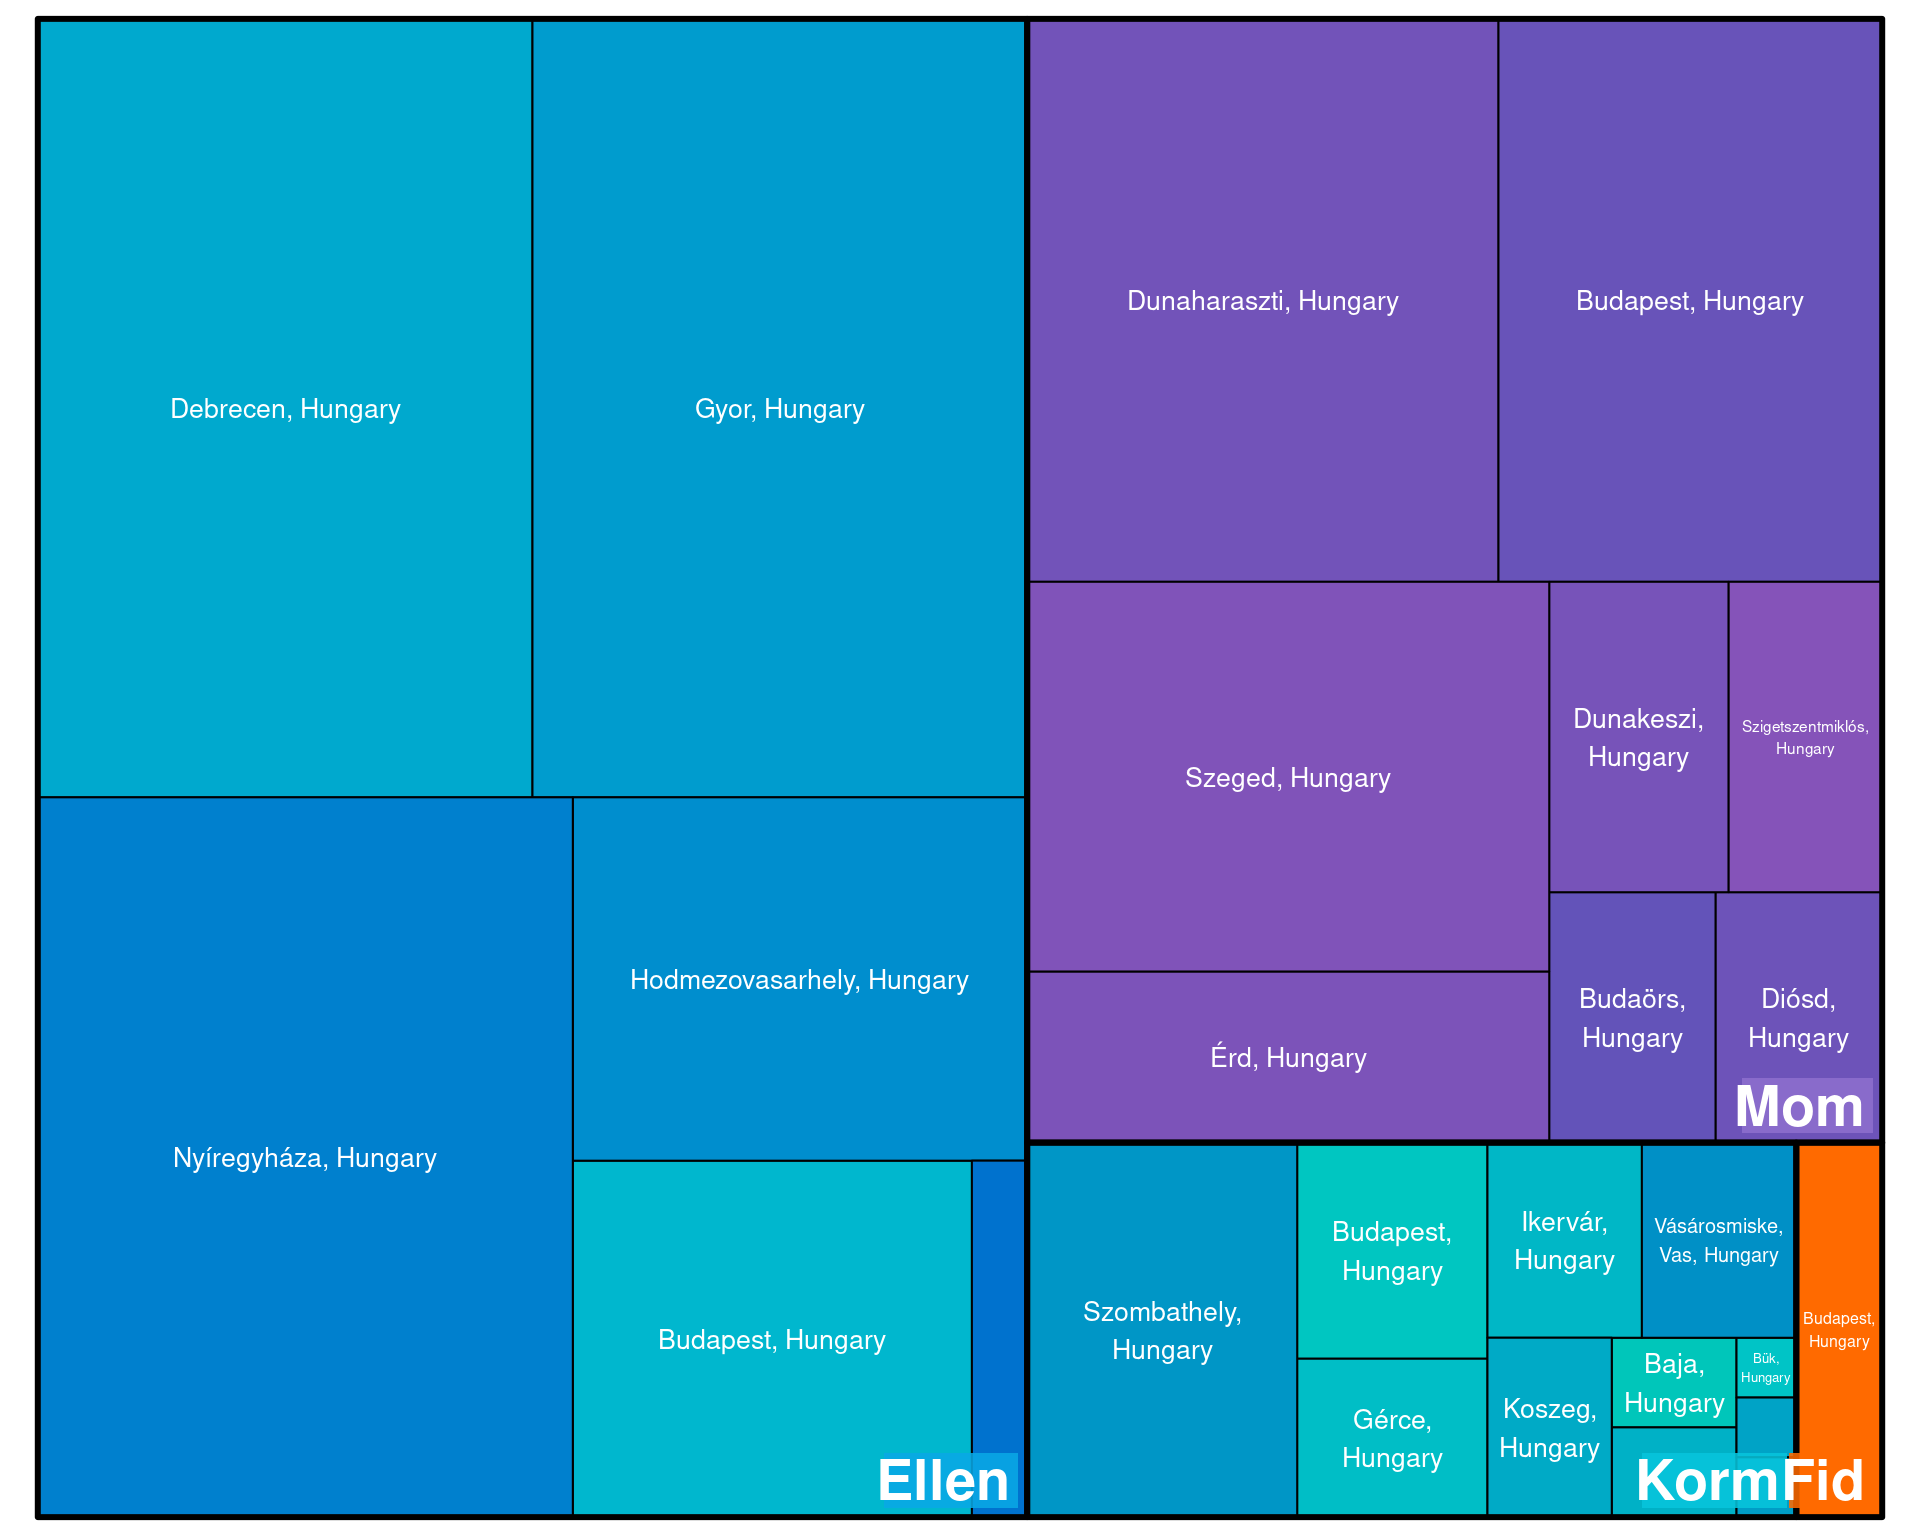 Debrecen, Hungary
Gyor, Hungary
Nyíregyháza, Hungary
Hodmezovasarhely, Hungary
Budapest, Hungary
Ellen
Dunaharaszti, Hungary
Budapest, Hungary
Szeged, Hungary
Dunakeszi,
Hungary
Szigetszentmiklós,
Hungary
Érd, Hungary
Budaörs,
Hungary
Diósd,
Hungary
Mom
Szombathely,
Hungary
Budapest,
Hungary
Gérce,
Hungary
Ikervár,
Hungary
Vásárosmiske,
Vas, Hungary
Koszeg,
Hungary
Baja,
Hungary
Bük,
Hungary
Korm
Budapest,
Hungary
Fid